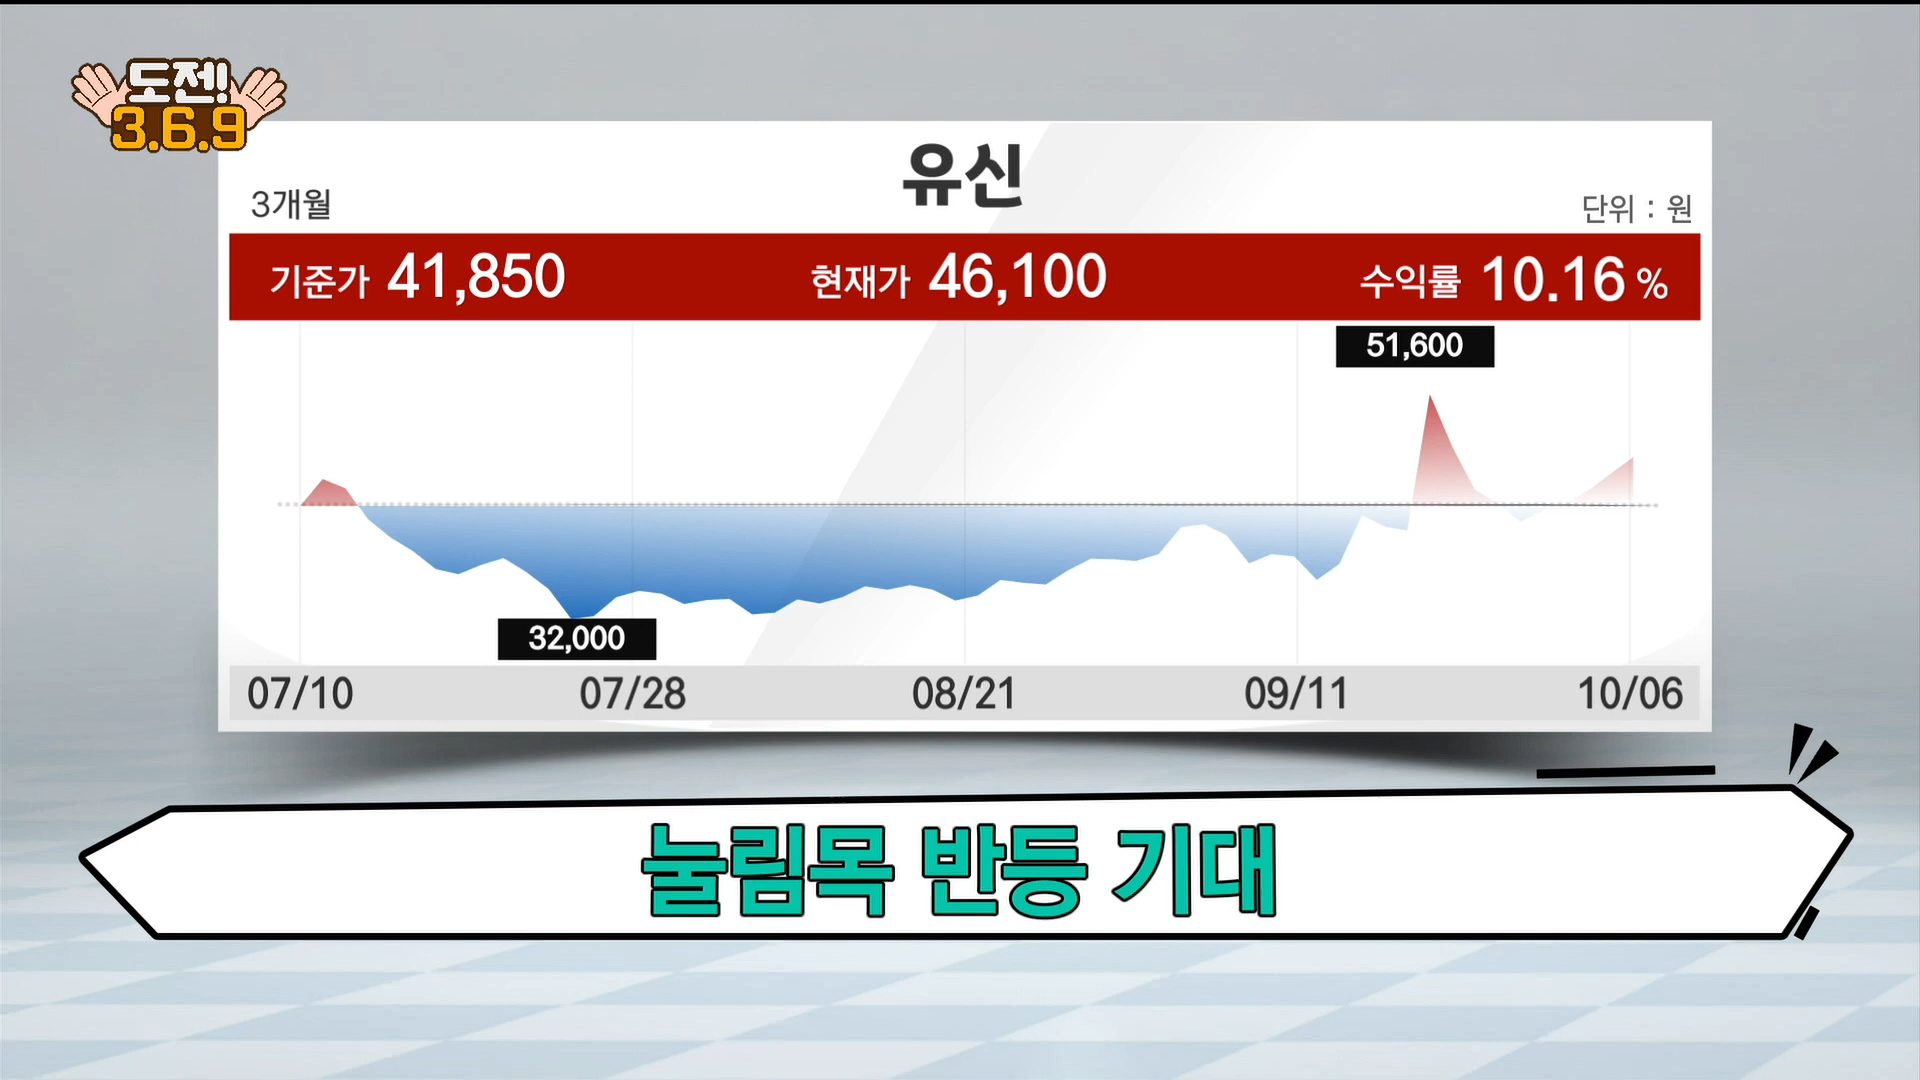 도전!
3.6.9
유신
3개월
단위 : 원
기준가 41,850 현재가 46,100 수익률 10.16 %
51,600
32,000
07/10 07/28 08/21 09/11 10/06
눌림목 반등 기대